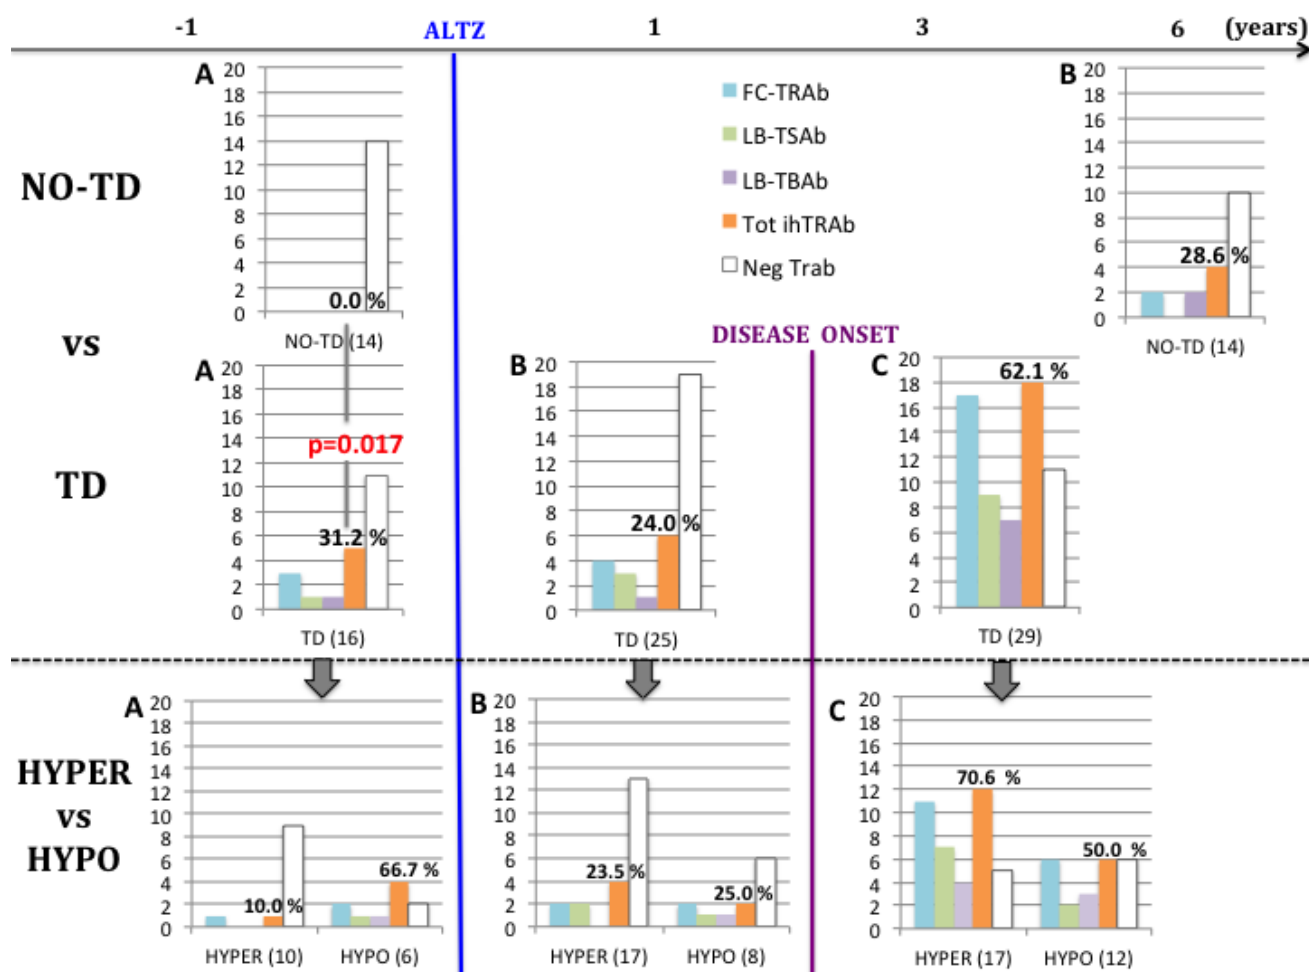 -1 ALTZ 1 3 6 (years)
A 20 18 16 14 12 10 8 6 4 2 0
0.0 %
NO-TD (14)
FC-TRAb
LB-TSAb
LB-TBAb
Tot ihTRAb
Neg Trab
B 20 18 16 14 12 10 8 6 4 2 0
28.6 %
NO-TD (14)
NO-TD
vs
TD
DISEASE ONSET
A 20 18 16 14 12 10 8 6 4 2 0
p=0.017
31.2 %
TD (16)
B 20 18 16 14 12 10 8 6 4 2 0
24.0 %
TD (25)
C 20 18 16 14 12 10 8 6 4 2 0
62.1 %
TD (29)
HYPER
vs
HYPO
A 20 18 16 14 12 10 8 6 4 2 0
10.0 % 66.7 %
HYPER (10) HYPO (6)
B 20 18 16 14 12 10 8 6 4 2 0
23.5 % 25.0 %
HYPER (17) HYPO (8)
C 20 18 16 14 12 10 8 6 4 2 0
70.6 % 50.0 %
HYPER (17) HYPO (12)